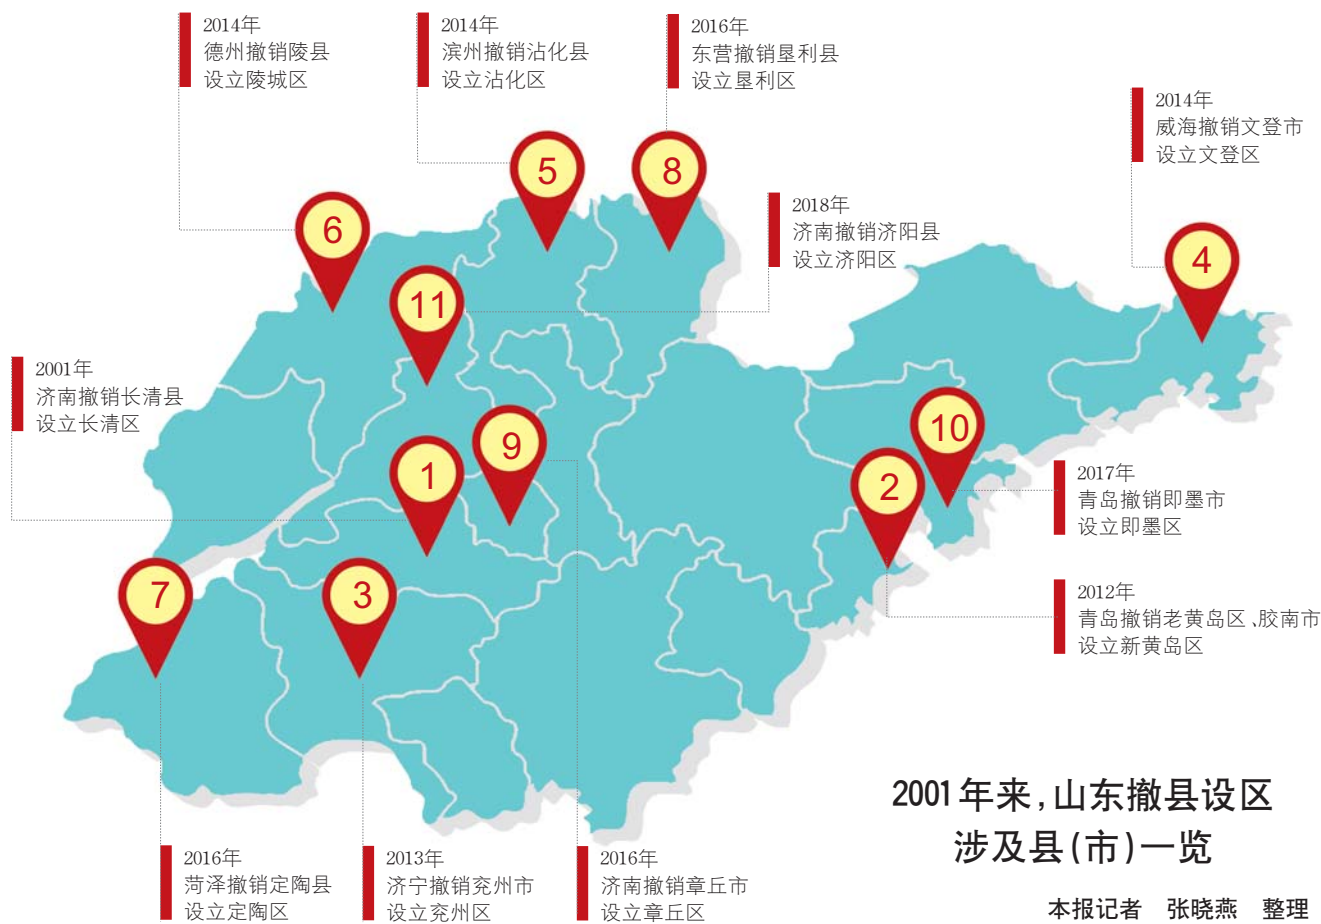 2014年
德州撤销陵县
设立陵城区
2014年
滨州撤销沾化县
设立沾化区
2016年
东营撤销垦利县
设立垦利区
2014年
威海撤销文登市
设立文登区
5
8
6
2018年
济南撤销济阳县
设立济阳区
4
11
2001年
济南撤销长清县
设立长清区
10
9
1
2
2017年
青岛撤销即墨市
设立即墨区
7
3
2012年
青岛撤销老黄岛区、胶南市
设立新黄岛区
2001年来,山东撤县设区
涉及县(市)一览
2016年
菏泽撤销定陶县
设立定陶区
2013年
济宁撤销兖州市
设立兖州区
2016年
济南撤销章丘市
设立章丘区
本报记者 张晓燕 整理